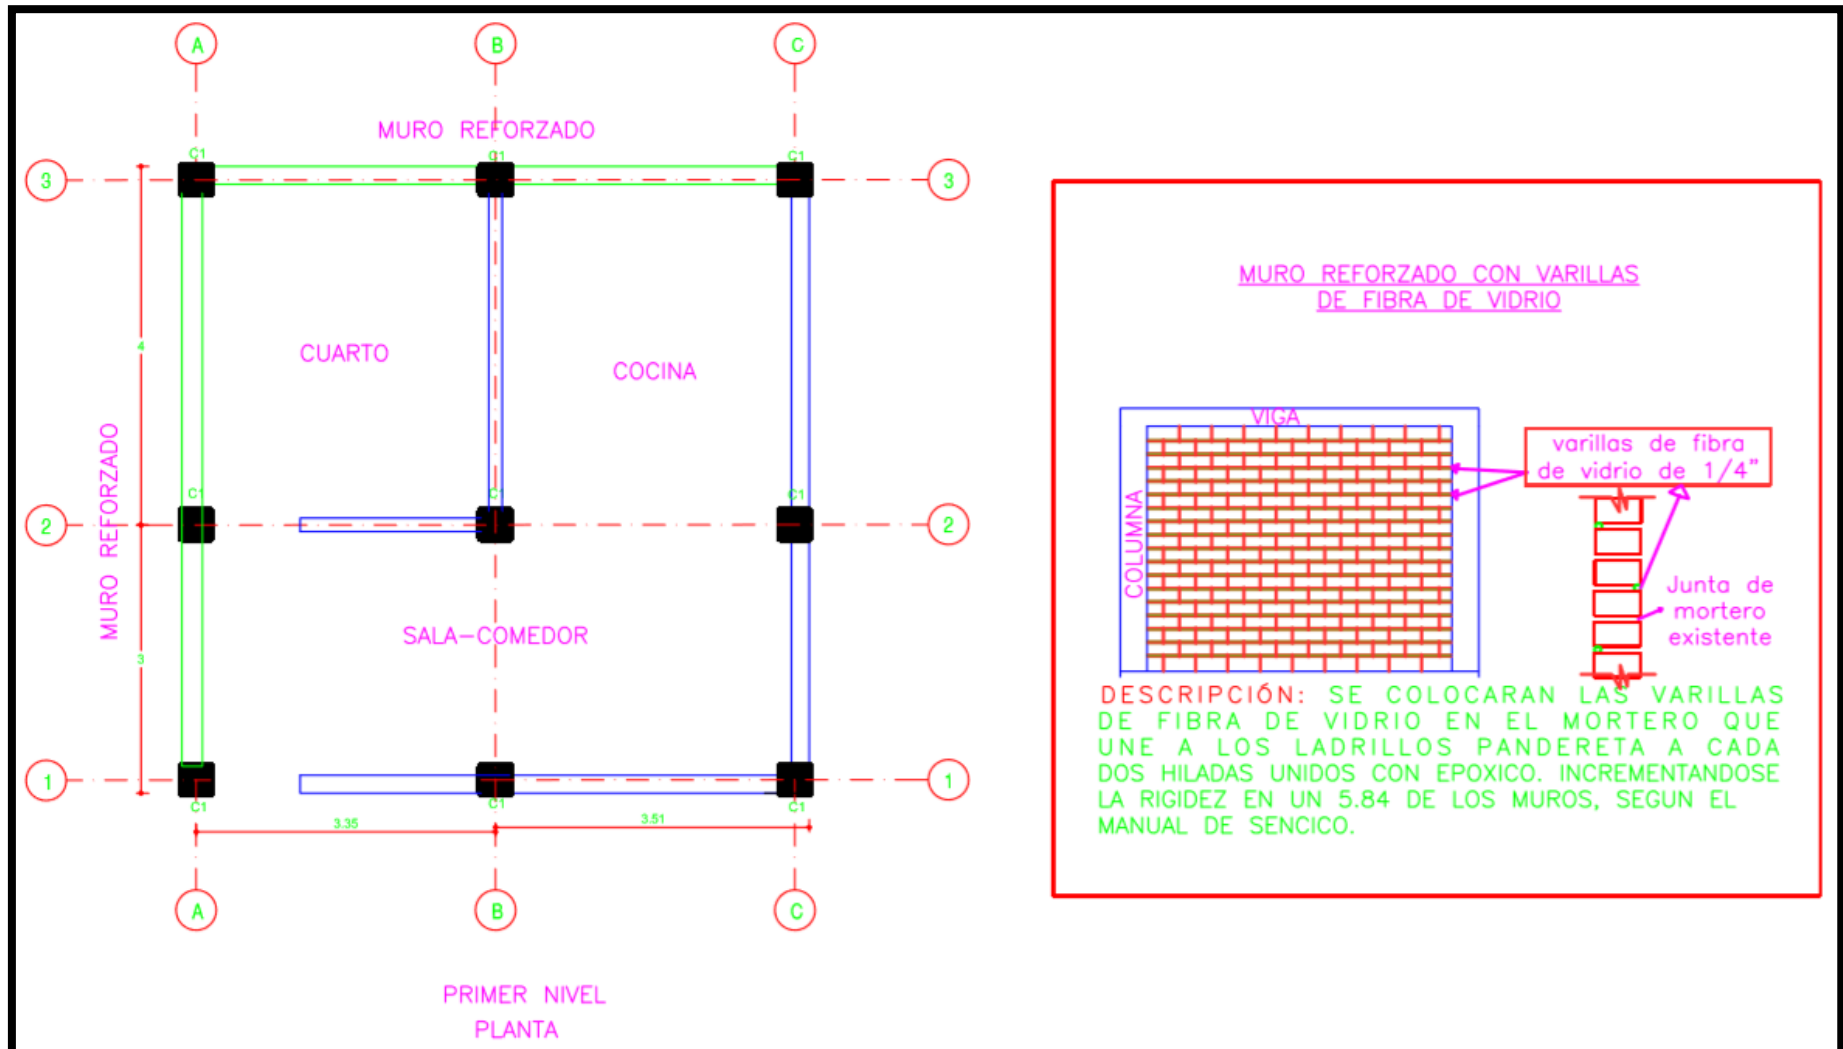 A
B
C
MURO REFORZADO
C1
C1
C1
3
3
4
CUARTO
COCINA
MURO REFORZADO
C1
C1
C1
2
2
SALA-COMEDOR
3
1
1
C1
C1
C1
3.35
3.51
A
B
C
PRIMER NIVEL
PLANTA
MURO REFORZADO CON VARILLAS
DE FIBRA DE VIDRIO
VIGA
COLUMNA
varillas de fibra
de vidrio de 1/4"
Junta de
mortero
existente
DESCRIPCIÓN: SE COLOCARAN LAS VARILLAS
DE FIBRA DE VIDRIO EN EL MORTERO QUE
UNE A LOS LADRILLOS PANDERETA A CADA
DOS HILADAS UNIDOS CON EPOXICO. INCREMENTANDOSE
LA RIGIDEZ EN UN 5.84 DE LOS MUROS, SEGUN EL
MANUAL DE SENCICO.